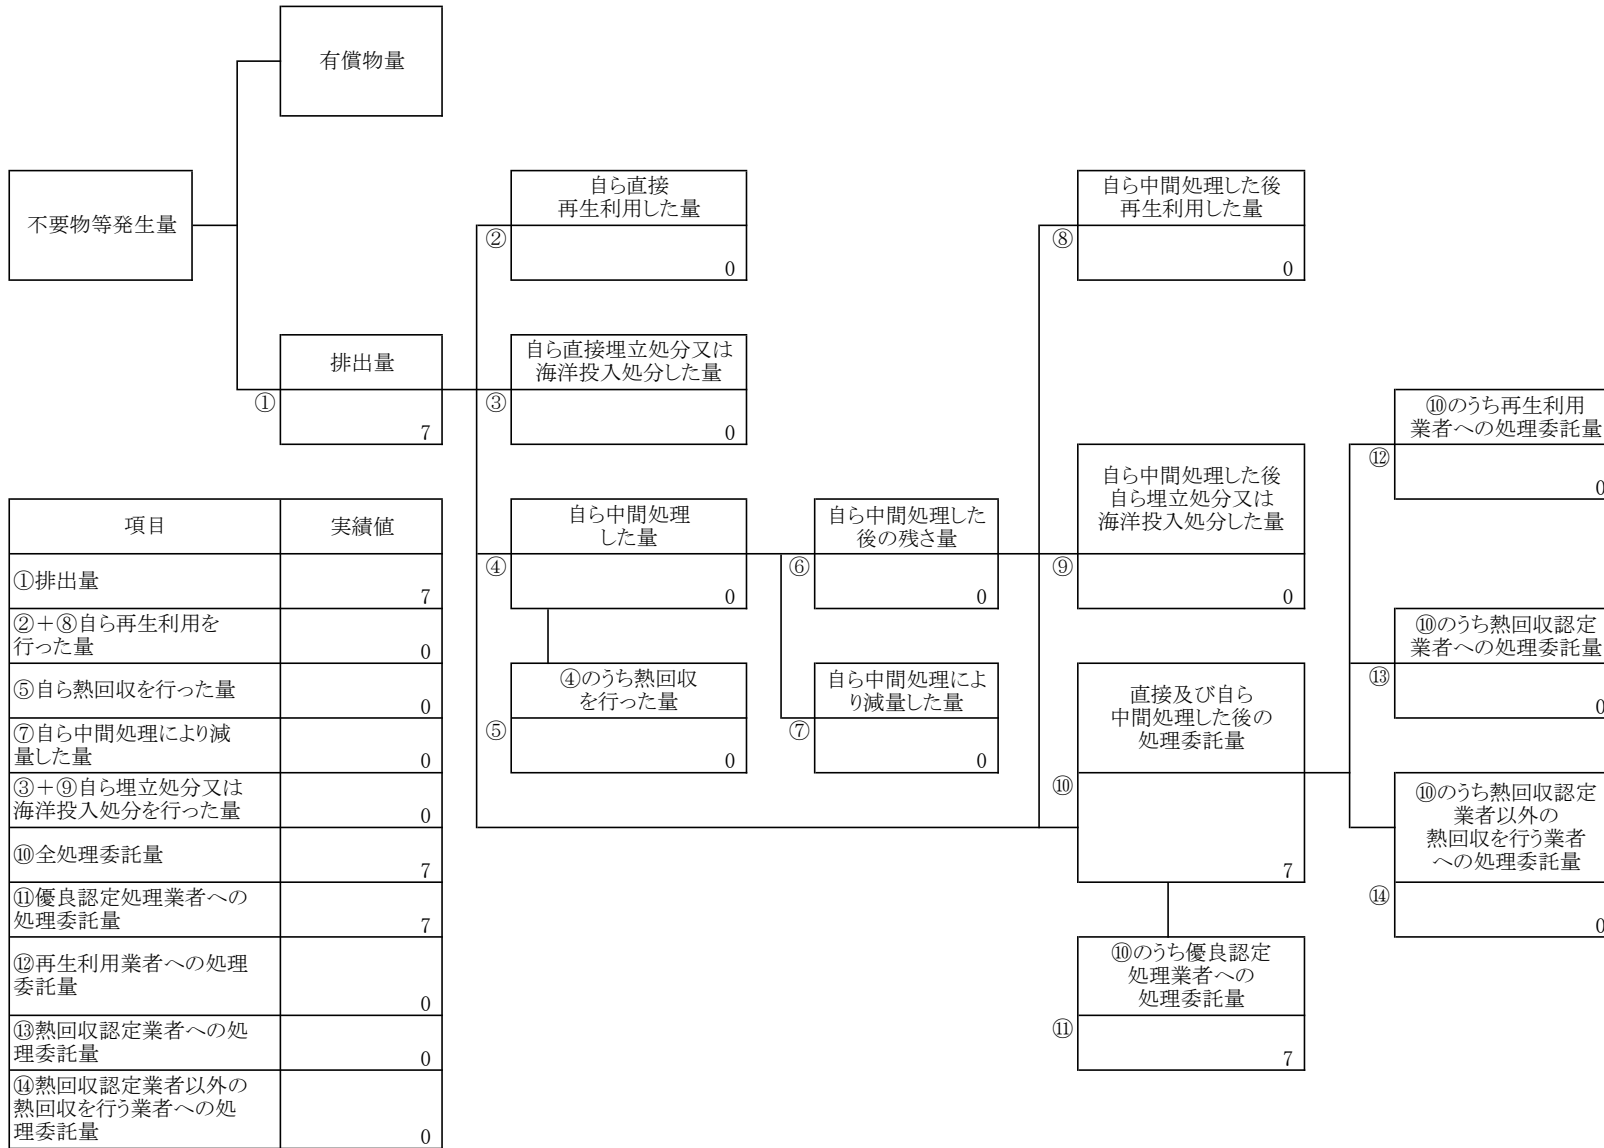 有償物量
不要物等発生量
自ら直接
再生利用した量
②
0
自ら中間処理した後
再生利用した量
⑧
0
排出量
①
7
自ら直接埋立処分又は
海洋投入処分した量
③
0
⑩のうち再生利用
業者への処理委託量
⑫
0
自ら中間処理した後
自ら埋立処分又は
海洋投入処分した量
⑨
0
自ら中間処理
した量
④
0
自ら中間処理した
後の残さ量
⑥
0
⑩のうち熱回収認定
業者への処理委託量
⑬
0
④のうち熱回収
を行った量
⑤
0
自ら中間処理によ
り減量した量
⑦
0
直接及び自ら
中間処理した後の
処理委託量
⑩
7
⑩のうち熱回収認定
業者以外の
熱回収を行う業者
への処理委託量
⑭
0
⑩のうち優良認定
処理業者への
処理委託量
⑪
7
項目 実績値
①排出量
7
②+⑧自ら再生利用を
行った量
0
⑤自ら熱回収を行った量
0
⑦自ら中間処理により減
量した量
0
③+⑨自ら埋立処分又は
海洋投入処分を行った量
0
⑩全処理委託量
7
⑪優良認定処理業者への
処理委託量
7
⑫再生利用業者への処理
委託量
0
⑬熱回収認定業者への処
理委託量
0
⑭熱回収認定業者以外の
熱回収を行う業者への処
理委託量
0